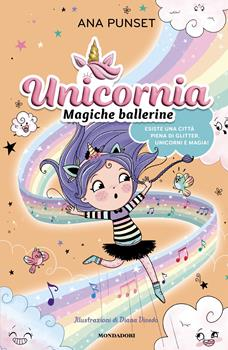 ANA PUNSET
Unicornia
Magiche ballerine
ESISTE UNA CITTÀ
PIENA DI GLITTER,
UNICORNI E MAGIA!
Illustrazioni di Diana Vicedo
MONDADORI